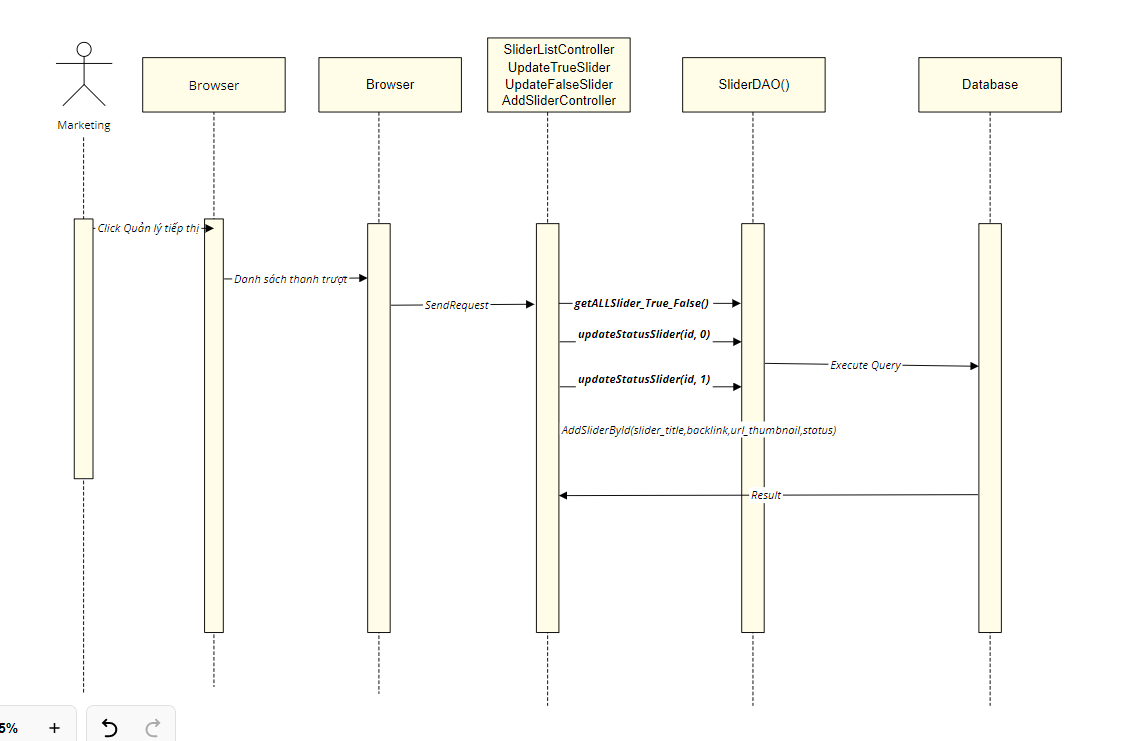 SliderListController
UpdateTrueSlider
UpdateFalseSlider
AddSliderController
Browser
Browser
SliderDAO()
Database
Marketing
Click Quản lý tiếp thị
Danh sách thanh trượt
SendRequest
getALLSlider_True_False()
updateStatusSlider(id, 0)
Execute Query
updateStatusSlider(id, 1)
AddSliderById(slider_title,backlink,url_thumbnail,status)
Result
5%
+